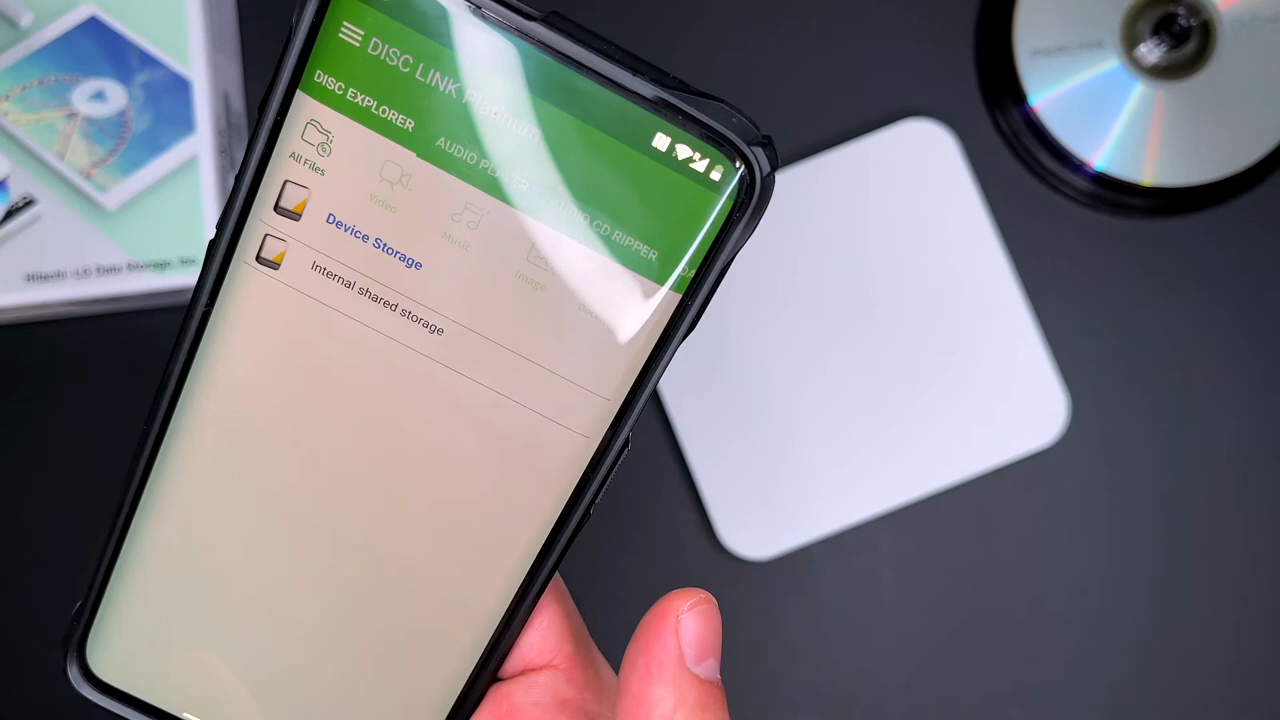 DISC LINK Platinum
DISC EXPLORER
AUDIO PLAYER
AUDIO CD RIPPER
DA
All Files
Video
Music
Image
Device Storage
Internal shared storage
Hitachi-LG Data Storage, Inc